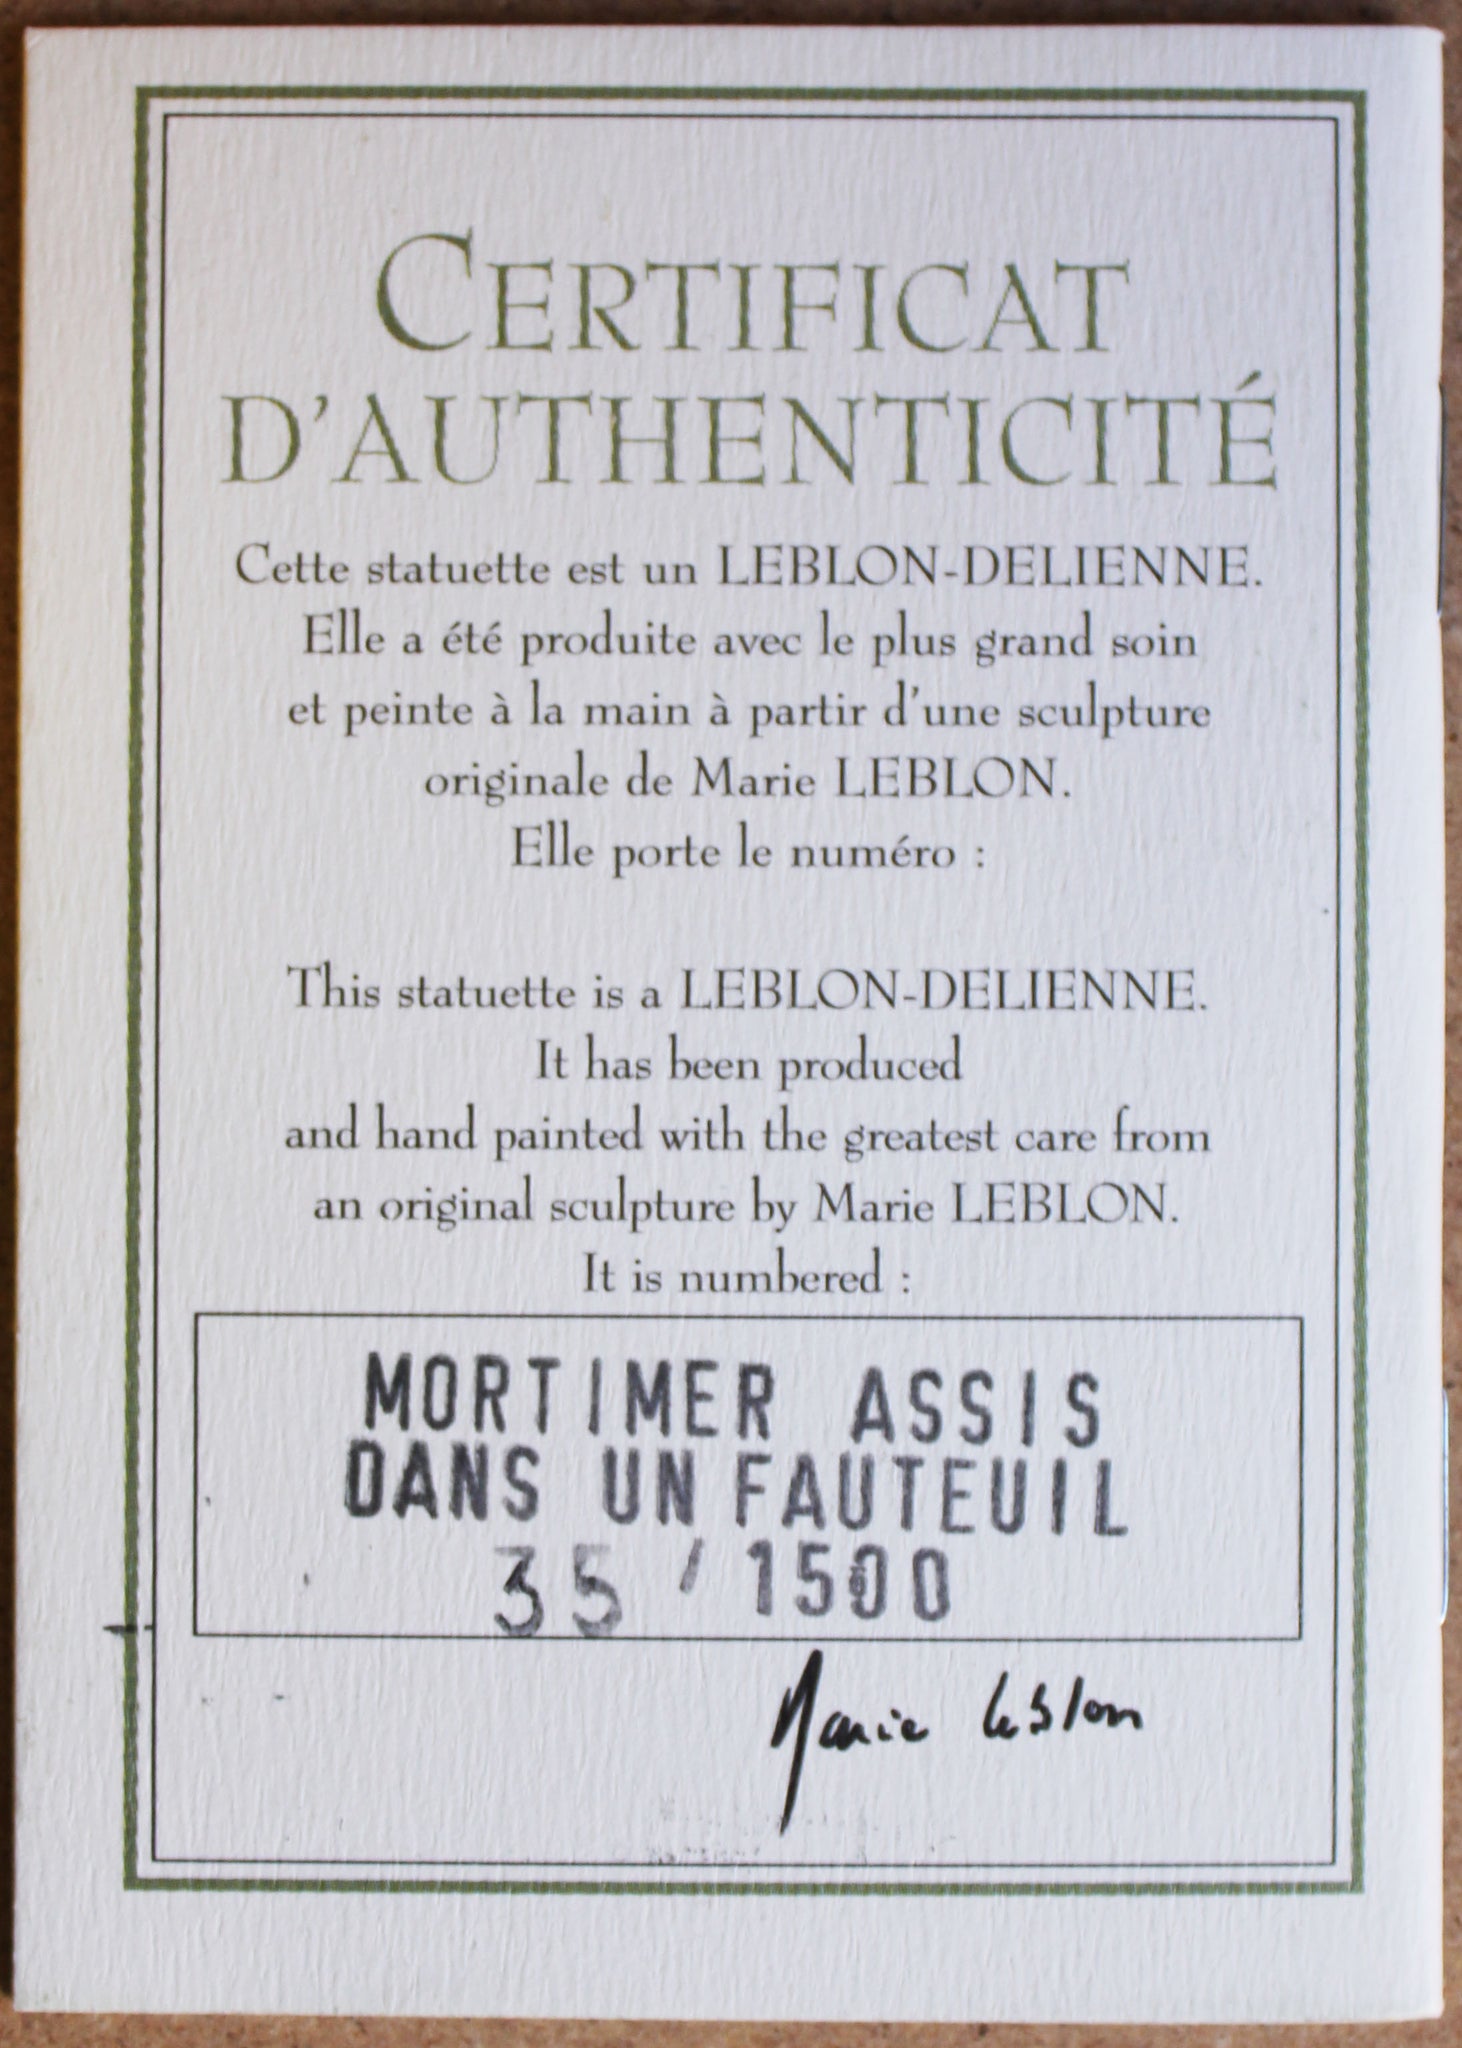 CERTIFICAT
D'AUTHENTICITÉ
Cette statuette est un LEBLON-DELIENNE.
Elle a été produite avec le plus grand soin
et peinte à la main à partir d'une sculpture
originale de Marie LEBLON.
Elle porte le numéro :
This statuette is a LEBLON-DELIENNE.
It has been produced
and hand painted with the greatest care from
an original sculpture by Marie LEBLON.
It is numbered :
MORTIMER ASSIS
DANS UN FAUTEUIL
35 / 1500
Marie Leblon